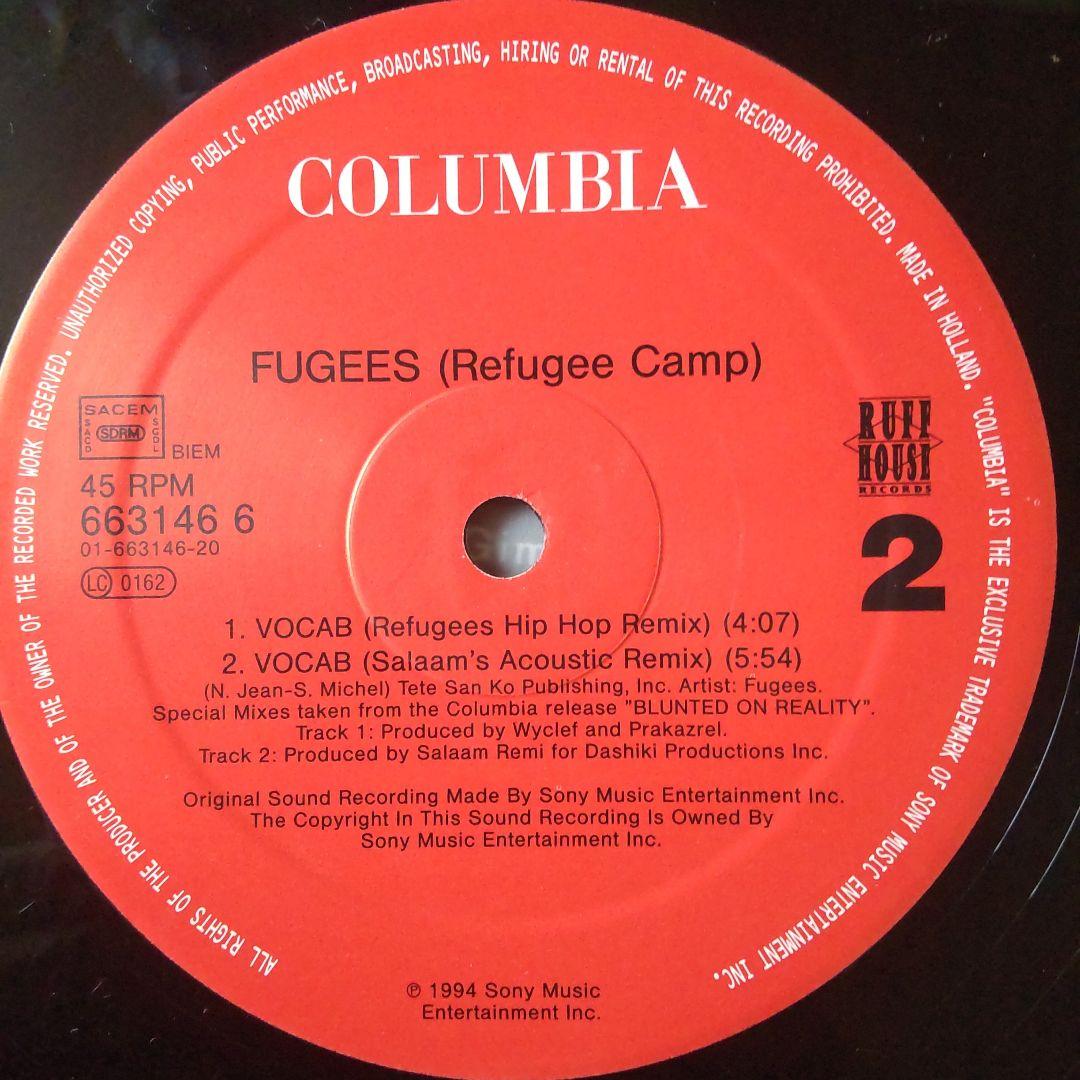 ALL RIGHTS OF THE PRODUCER AND OF THE OWNER OF THE RECORDED WORK RESERVED. UNAUTHORIZED COPYING, PUBLIC PERFORMANCE, BROADCASTING, HIRING OR RENTAL OF THIS RECORDING PROHIBITED. MADE IN HOLLAND. "COLUMBIA" IS THE EXCLUSIVE TRADEMARK OF SONY MUSIC ENTERTAINMENT INC.
COLUMBIA
FUGEES (Refugee Camp)
SACEM
SACD
SDRM
SGDL
BIEM
45 RPM
663146 6
01-663146-20
LC 0162
RUFF
HOUSE
RECORDS
2
1. VOCAB (Refugees Hip Hop Remix) (4:07)
2. VOCAB (Salaam's Acoustic Remix) (5:54)
(N. Jean-S. Michel) Tete San Ko Publishing, Inc. Artist: Fugees.
Special Mixes taken from the Columbia release "BLUNTED ON REALITY".
Track 1: Produced by Wyclef and Prakazrel.
Track 2: Produced by Salaam Remi for Dashiki Productions Inc.
Original Sound Recording Made By Sony Music Entertainment Inc.
The Copyright In This Sound Recording Is Owned By
Sony Music Entertainment Inc.
℗ 1994 Sony Music
Entertainment Inc.